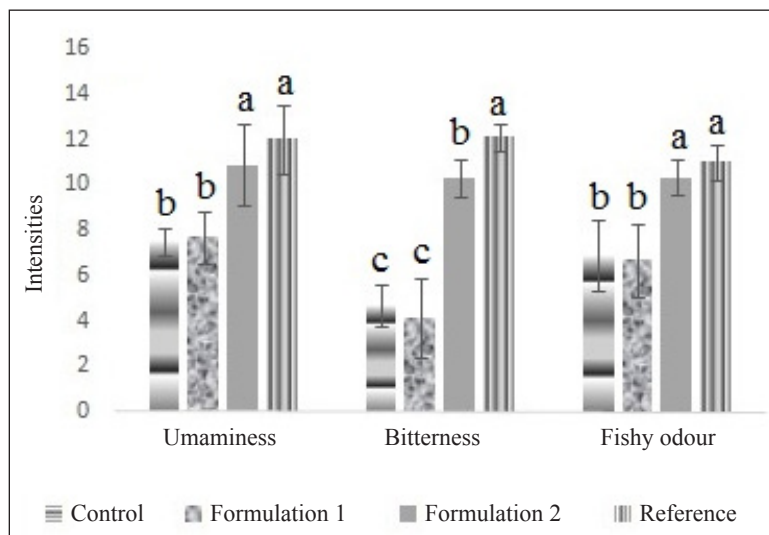 16
14
12
10
8
6
4
2
0
Intensities
b b a a
c c b a
b b a a
Umaminess Bitterness Fishy odour
Control Formulation 1 Formulation 2 Reference